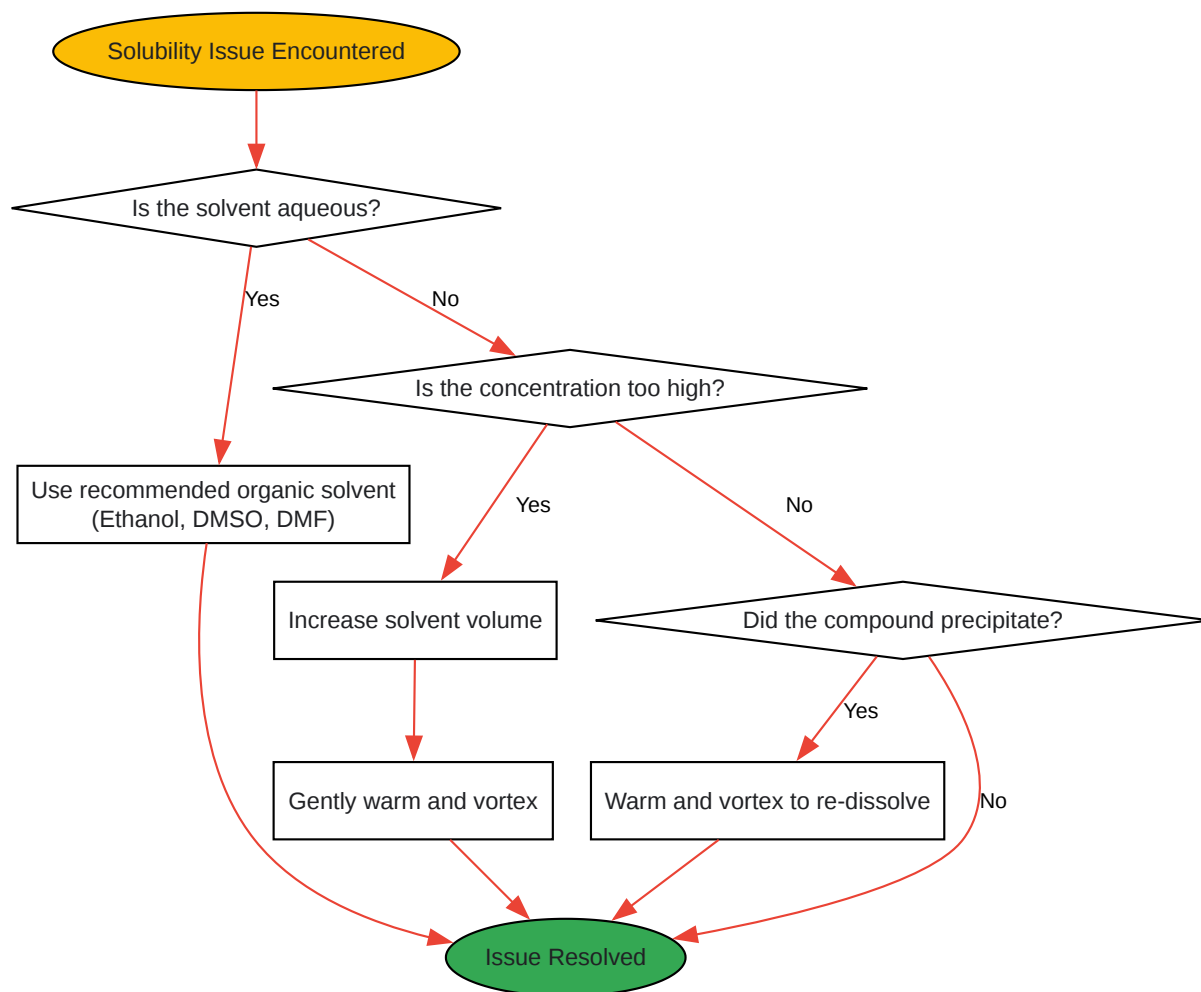 Solubility Issue Encountered
Is the solvent aqueous?
Yes
No
Is the concentration too high?
Use recommended organic solvent
(Ethanol, DMSO, DMF)
Yes
No
Increase solvent volume
Did the compound precipitate?
Yes
Gently warm and vortex
Warm and vortex to re-dissolve
No
Issue Resolved